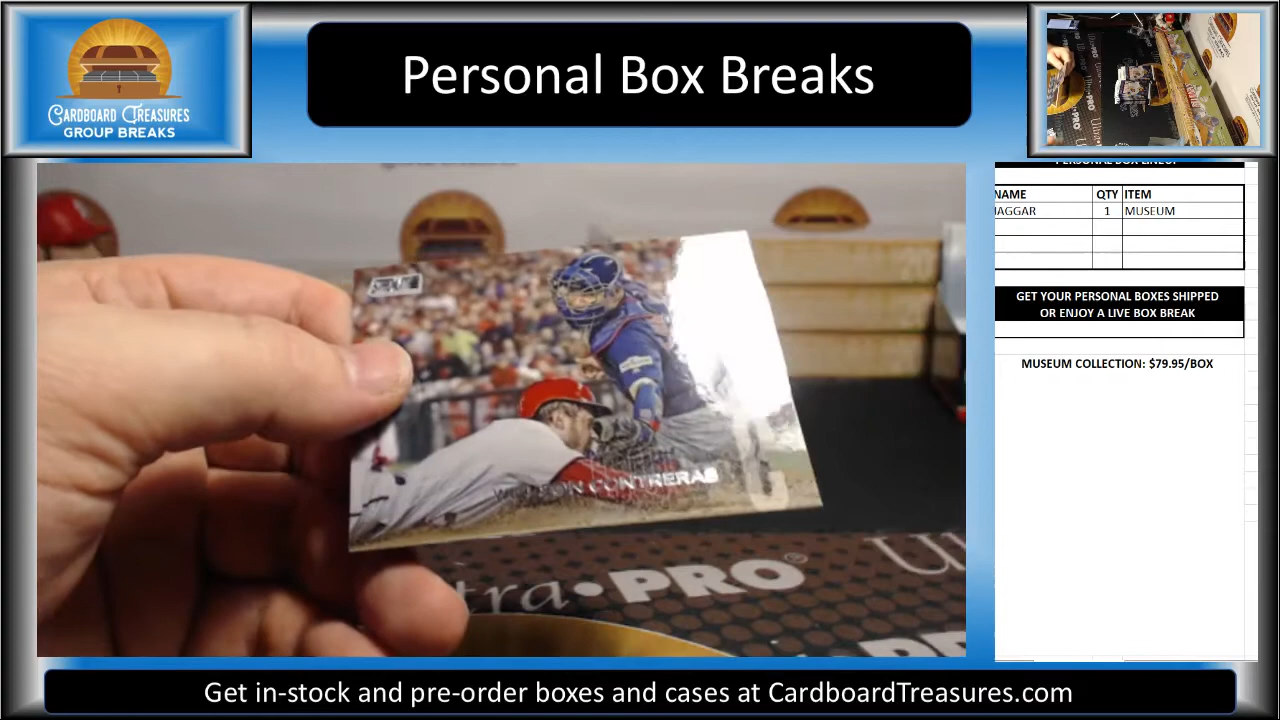 CARDBOARD TREASURES
GROUP BREAKS
Personal Box Breaks
NAME QTY ITEM
JAGGAR 1 MUSEUM
GET YOUR PERSONAL BOXES SHIPPED
OR ENJOY A LIVE BOX BREAK
MUSEUM COLLECTION: $79.95/BOX
CONTRERAS
C
PRO
Get in-stock and pre-order boxes and cases at CardboardTreasures.com